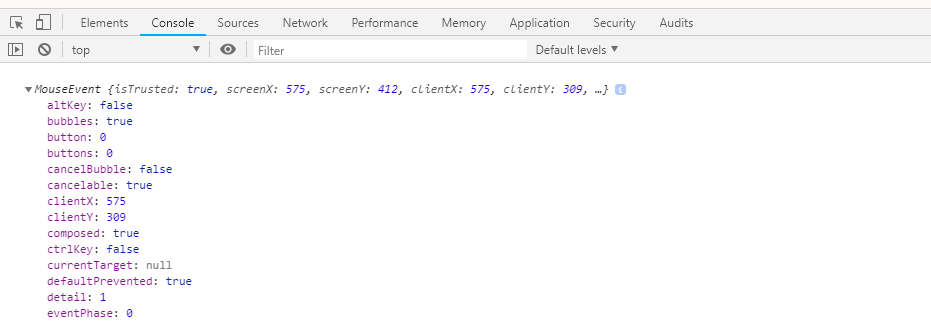 Elements Console Sources Network Performance Memory Application Security Audits
top ▼ Filter Default levels ▼
▼MouseEvent {isTrusted: true, screenX: 575, screenY: 412, clientX: 575, clientY: 309, …} i
altKey: false
bubbles: true
button: 0
buttons: 0
cancelBubble: false
cancelable: true
clientX: 575
clientY: 309
composed: true
ctrlKey: false
currentTarget: null
defaultPrevented: true
detail: 1
eventPhase: 0